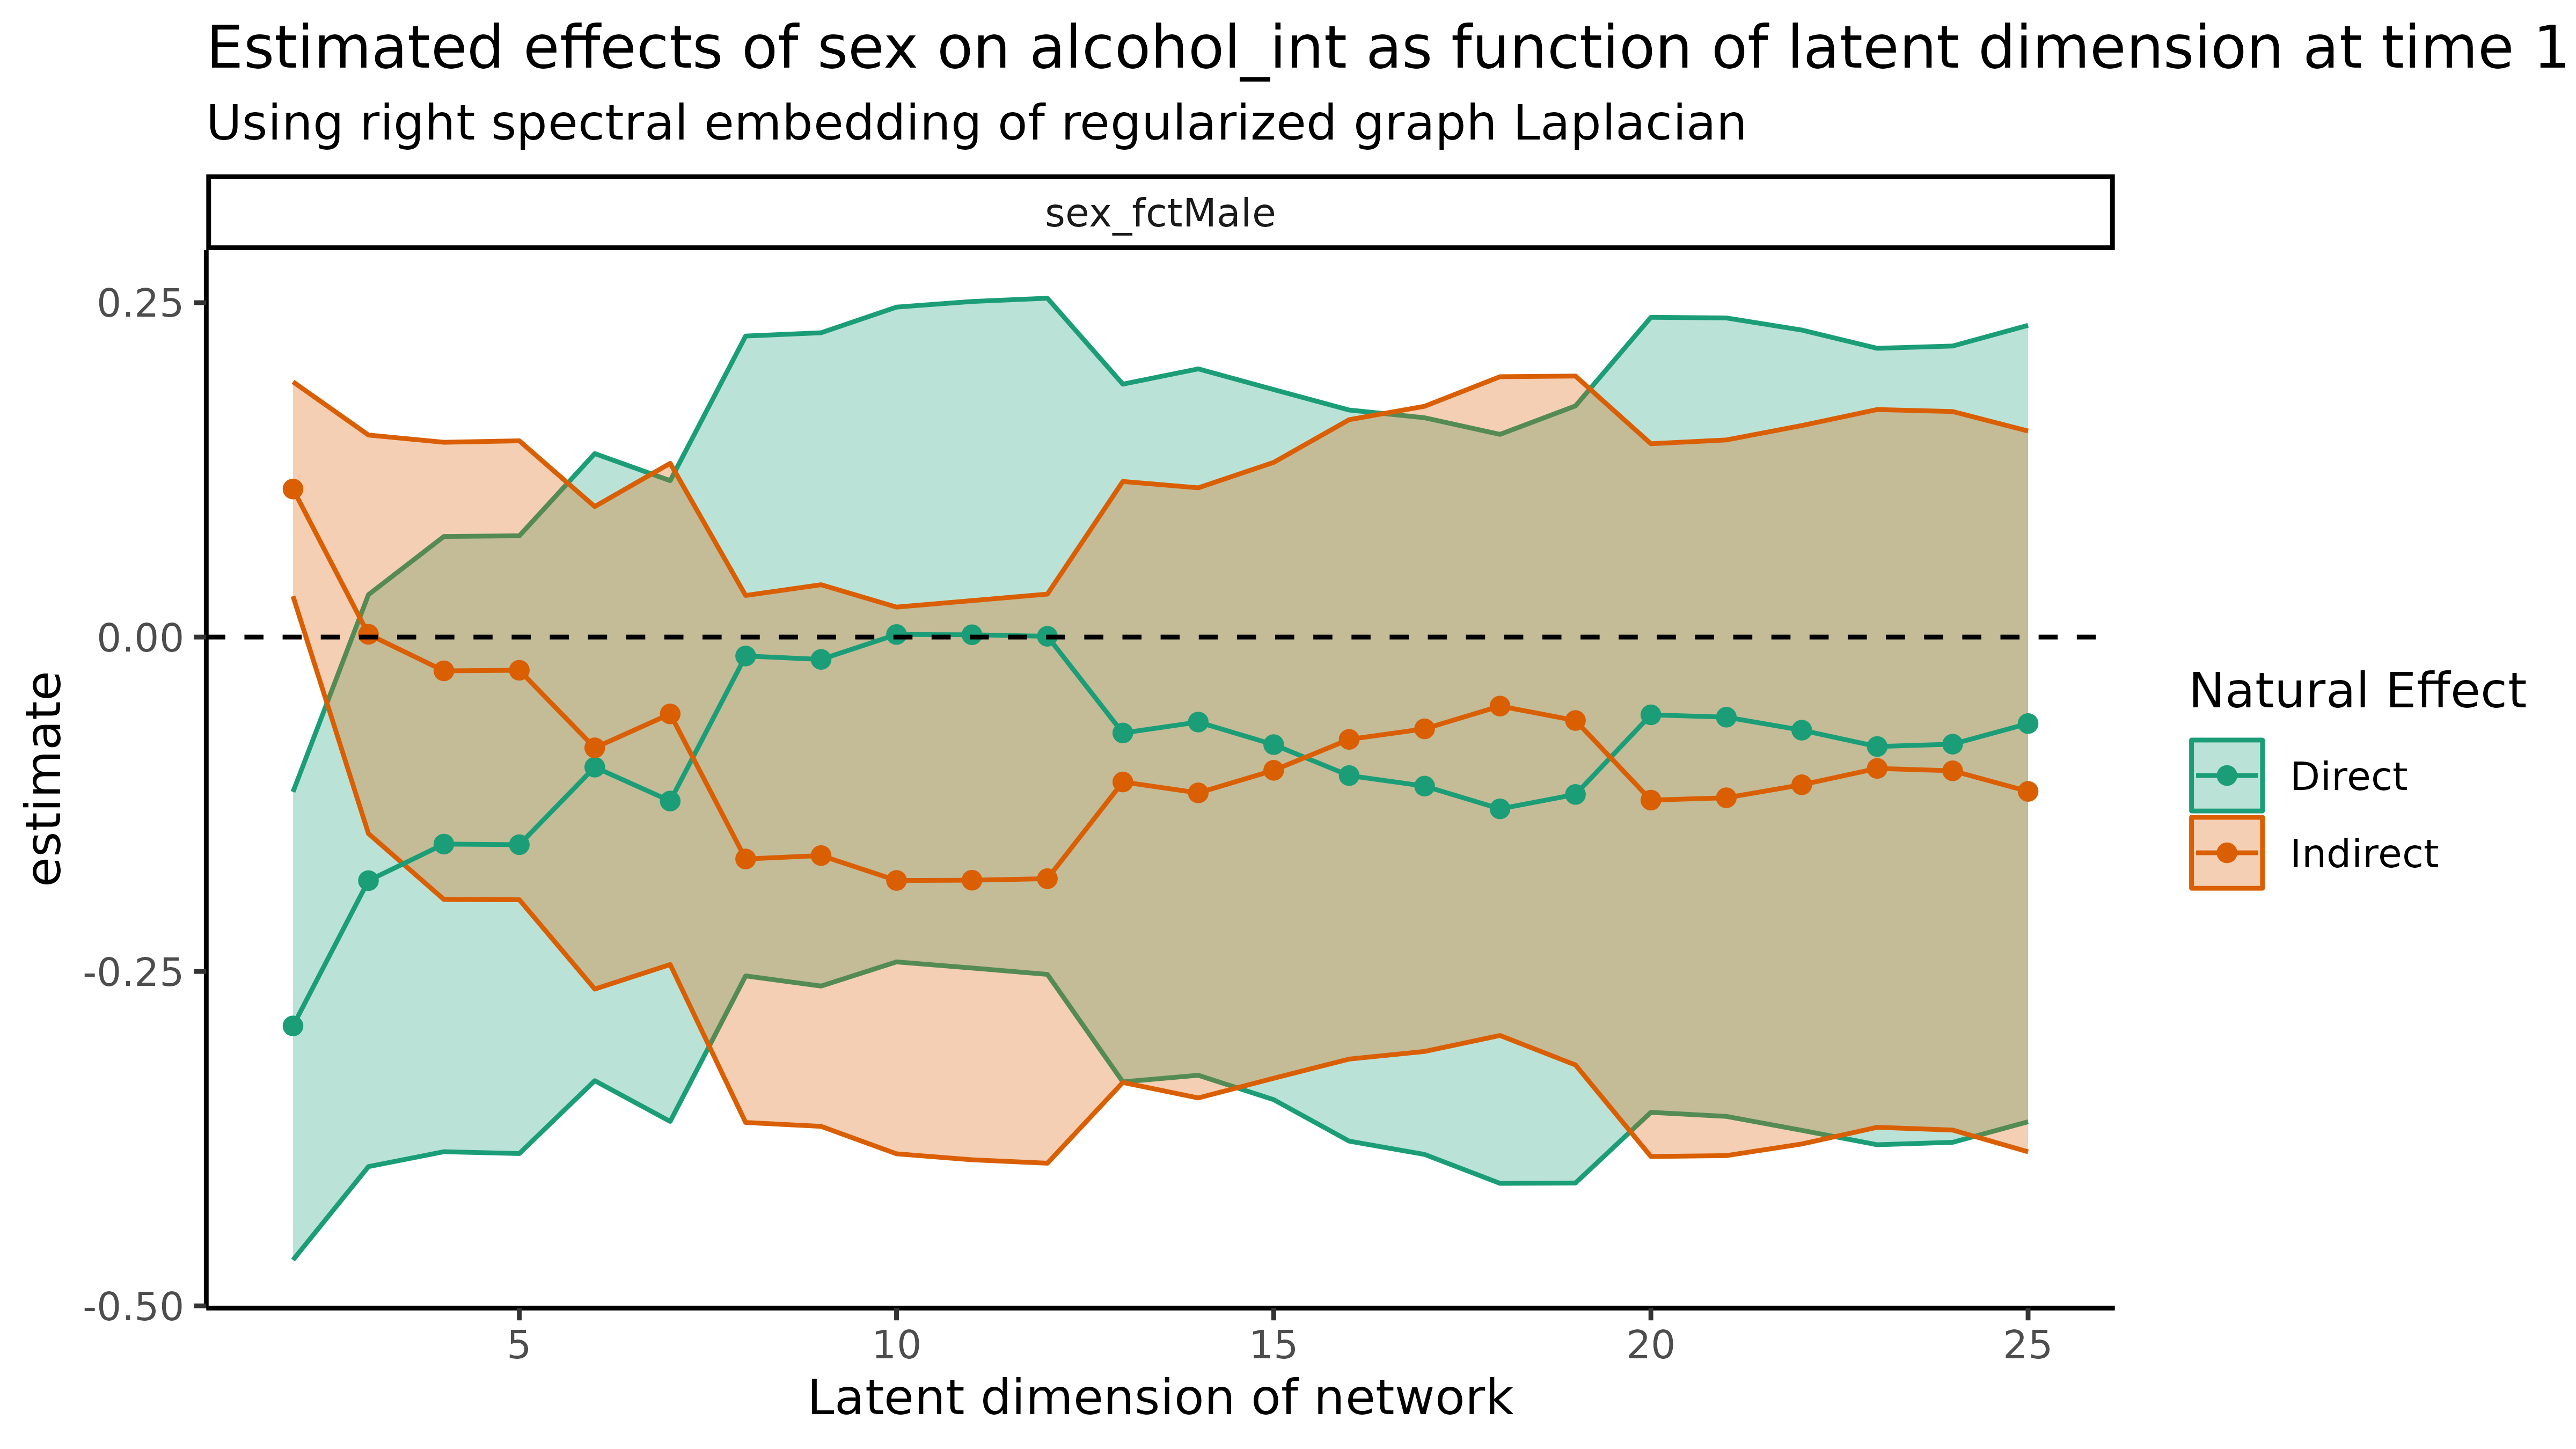 Estimated effects of sex on alcohol_int as function of latent dimension at time 1
Using right spectral embedding of regularized graph Laplacian
sex_fctMale
0.25
0.00
-0.25
-0.50
estimate
5 10 15 20 25
Latent dimension of network
Natural Effect
Direct
Indirect